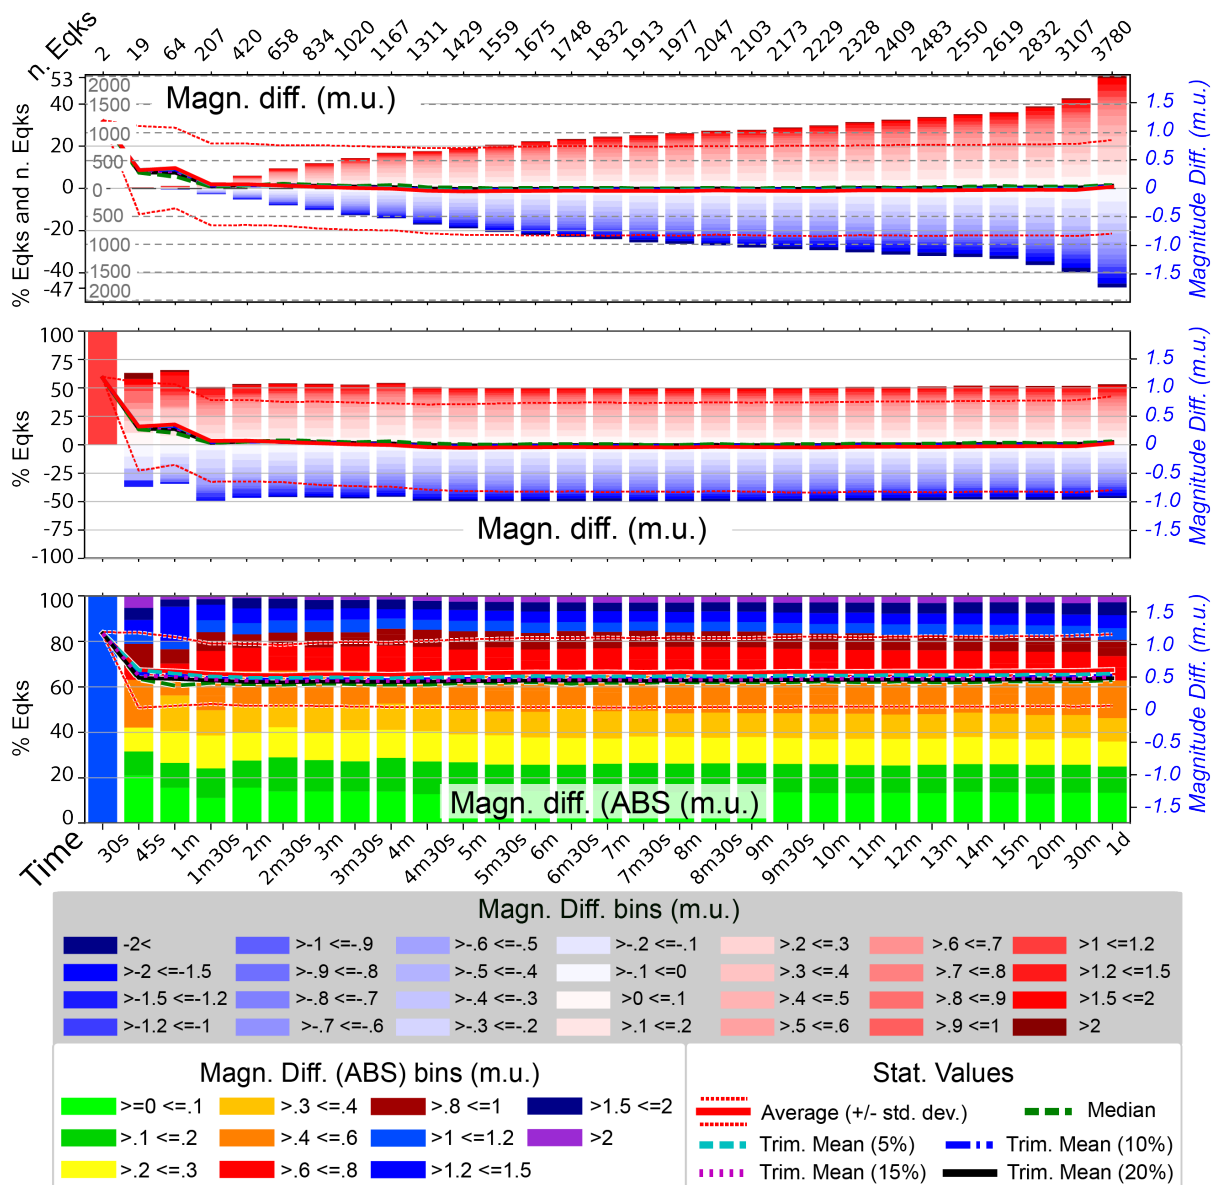 n. Eqks
2 19 64 207 420 658 834 1020 1167 1311 1429 1559 1675 1748 1832 1913 1977 2047 2103 2173 2229 2328 2409 2483 2550 2619 2832 3107 3780
Magn. diff. (m.u.)
% Eqks and n. Eqks
53
40
20
0
-20
-40
-47
2000
1500
1000
500
0
500
1000
1500
2000
1.5
1.0
0.5
0
-0.5
-1.0
-1.5
Magnitude Diff. (m.u.)
% Eqks
100
75
50
25
0
-25
-50
-75
-100
Magn. diff. (m.u.)
1.5
1.0
0.5
0
-0.5
-1.0
-1.5
Magnitude Diff. (m.u.)
% Eqks
100
80
60
40
20
0
Magn. diff. (ABS (m.u.)
1.5
1.0
0.5
0
-0.5
-1.0
-1.5
Magnitude Diff. (m.u.)
Time
30s 45s 1m 1m30s 2m 2m30s 3m 3m30s 4m 4m30s 5m 5m30s 6m 6m30s 7m 7m30s 8m 8m30s 9m 9m30s 10m 11m 12m 13m 14m 15m 20m 30m 1d
Magn. Diff. bins (m.u.)
-2< >-1 <=-.9 >-.6 <=-.5 >-.2 <=-.1 >.2 <=.3 >.6 <=.7 >1 <=1.2
>-2 <=-1.5 >-.9 <=-.8 >-.5 <=-.4 >-.1 <=0 >.3 <=.4 >.7 <=.8 >1.2 <=1.5
>-1.5 <=-1.2 >-.8 <=-.7 >-.4 <=-.3 >0 <=.1 >.4 <=.5 >.8 <=.9 >1.5 <=2
>-1.2 <=-1 >-.7 <=-.6 >-.3 <=-.2 >.1 <=.2 >.5 <=.6 >.9 <=1 >2
Magn. Diff. (ABS) bins (m.u.)
>=0 <=.1 >.3 <=.4 >.8 <=1 >1.5 <=2
>.1 <=.2 >.4 <=.6 >1 <=1.2 >2
>.2 <=.3 >.6 <=.8 >1.2 <=1.5
Stat. Values
Average (+/- std. dev.) Median
Trim. Mean (5%) Trim. Mean (10%)
Trim. Mean (15%) Trim. Mean (20%)